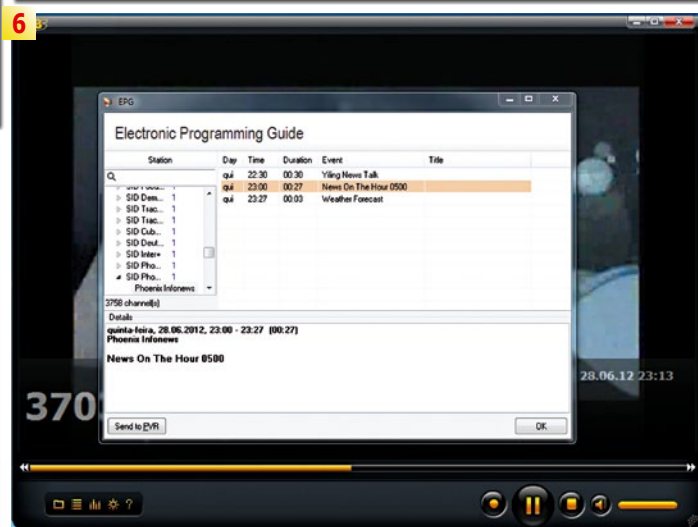 6
EPG
Electronic Programming Guide
Station Day Time Duration Event Title
qui 22:30 00:30 Yiling News Talk
qui 23:00 00:27 News On The Hour 0500
qui 23:27 00:03 Weather Forecast
SID Dem... 1
SID Trac... 1
SID Trac... 1
SID Cub... 1
SID Deut... 1
SID Inter+ 1
SID Pho... 1
SID Pho... 1
Phoenix Infonews
3758 channel(s)
Details
quinta-feira, 28.06.2012, 23:00 - 23:27 (00:27)
Phoenix Infonews
News On The Hour 0500
28.06.12 23:13
370
Send to PVR
OK